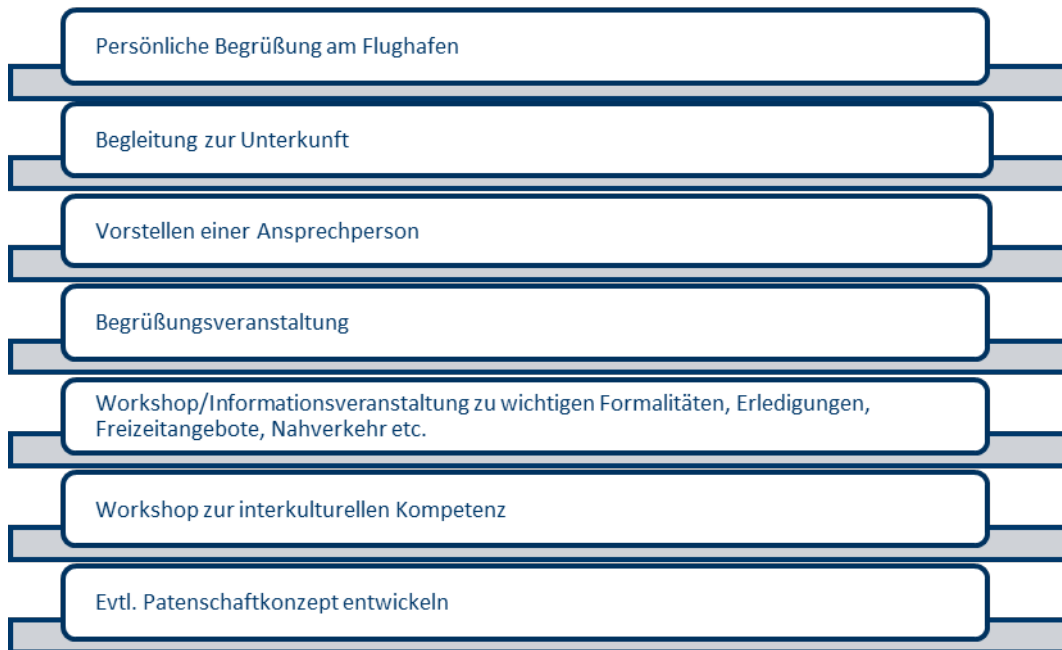 Persönliche Begrüßung am Flughafen
Begleitung zur Unterkunft
Vorstellen einer Ansprechperson
Begrüßungsveranstaltung
Workshop/Informationsveranstaltung zu wichtigen Formalitäten, Erledigungen,
Freizeitangebote, Nahverkehr etc.
Workshop zur interkulturellen Kompetenz
Evtl. Patenschaftkonzept entwickeln